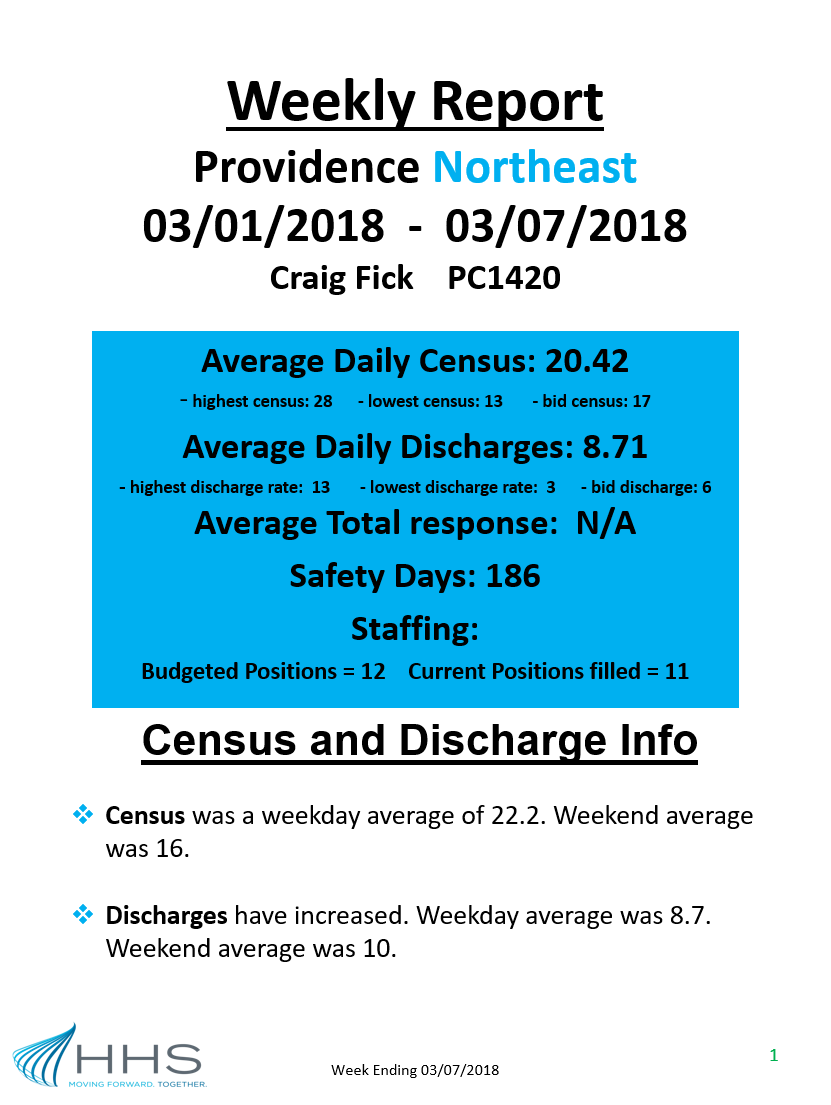 Weekly Report
Providence Northeast
03/01/2018 - 03/07/2018
Craig Fick PC1420
Average Daily Census: 20.42
- highest census: 28 - lowest census: 13 - bid census: 17
Average Daily Discharges: 8.71
- highest discharge rate: 13 - lowest discharge rate: 3 - bid discharge: 6
Average Total response: N/A
Safety Days: 186
Staffing:
Budgeted Positions = 12 Current Positions filled = 11
Census and Discharge Info
❖ Census was a weekday average of 22.2. Weekend average
was 16.
❖ Discharges have increased. Weekday average was 8.7.
Weekend average was 10.
HHS
MOVING FORWARD. TOGETHER.
Week Ending 03/07/2018
1